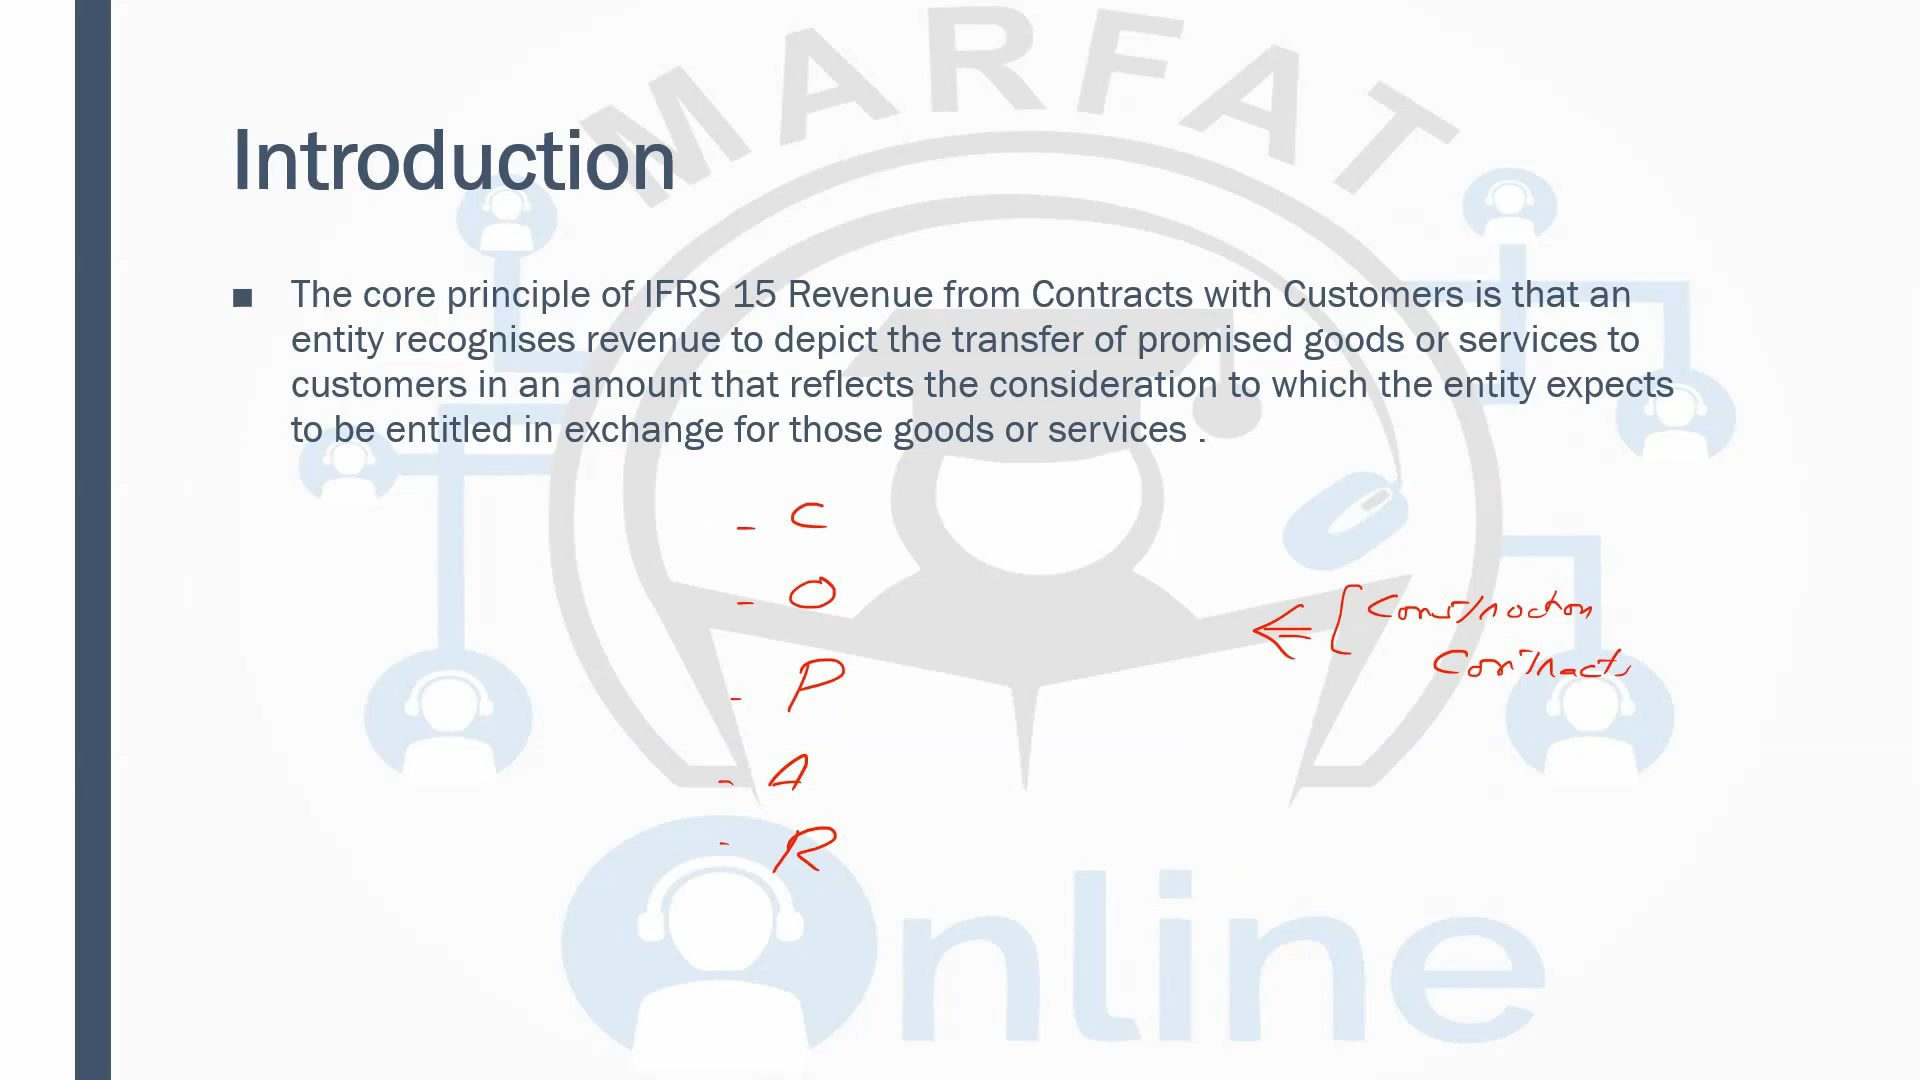 MARFAT
Introduction
■ The core principle of IFRS 15 Revenue from Contracts with Customers is that an
entity recognises revenue to depict the transfer of promised goods or services to
customers in an amount that reflects the consideration to which the entity expects
to be entitled in exchange for those goods or services .
- C
- O
- P
- A
- R
Construction
Contracts
Online